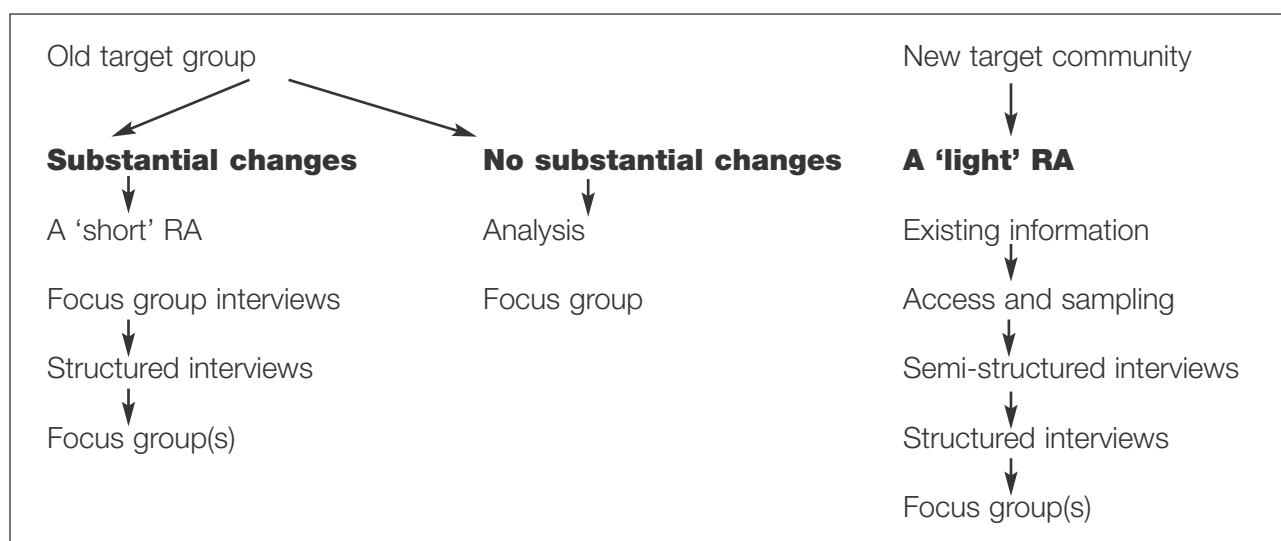 Old target group
New target community
Substantial changes
No substantial changes
A ‘light’ RA
A ‘short’ RA
Analysis
Existing information
Focus group interviews
Focus group
Access and sampling
Structured interviews
Semi-structured interviews
Focus group(s)
Structured interviews
Focus group(s)